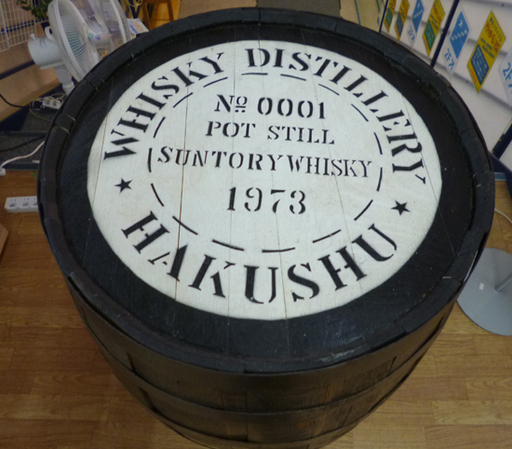 WHISKY DISTILLERY
No 0001
POT STILL
SUNTORY WHISKY
1973
HAKUSHU